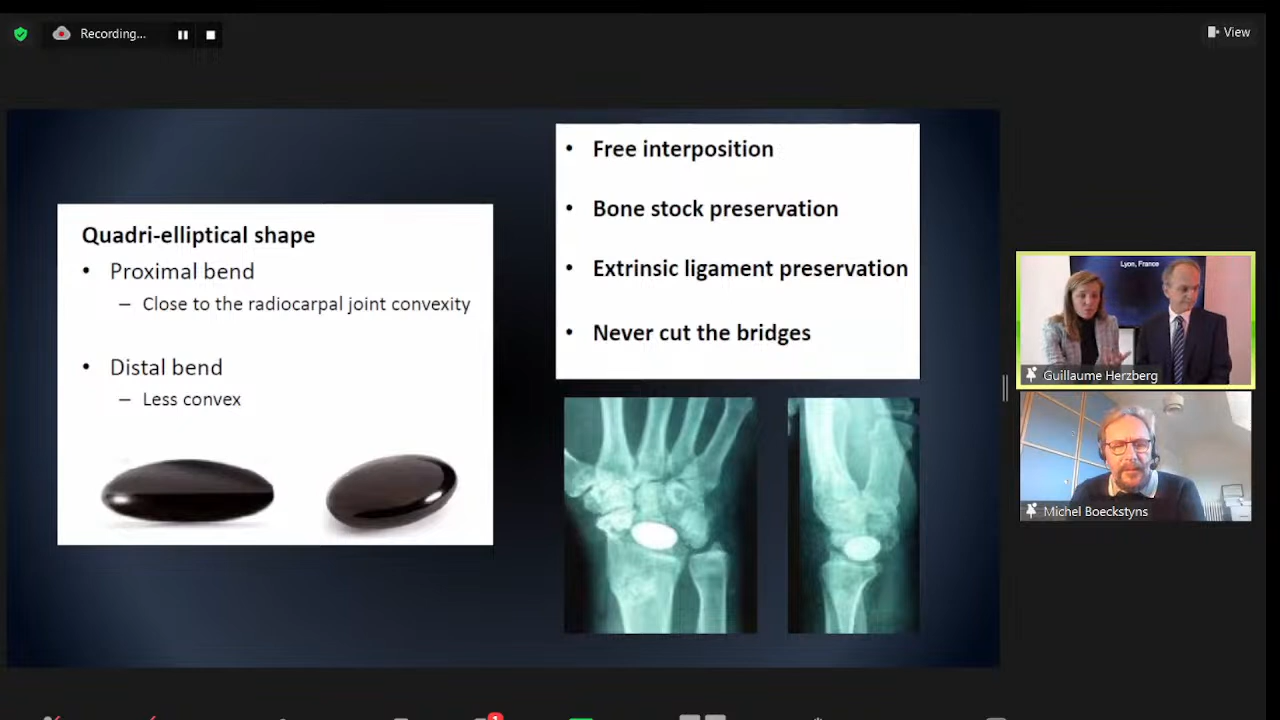 Recording...
View
Quadri-elliptical shape
• Proximal bend
– Close to the radiocarpal joint convexity
• Distal bend
– Less convex
• Free interposition
• Bone stock preservation
• Extrinsic ligament preservation
• Never cut the bridges
Lyon, France
Guillaume Herzberg
Michel Boeckstyns
1